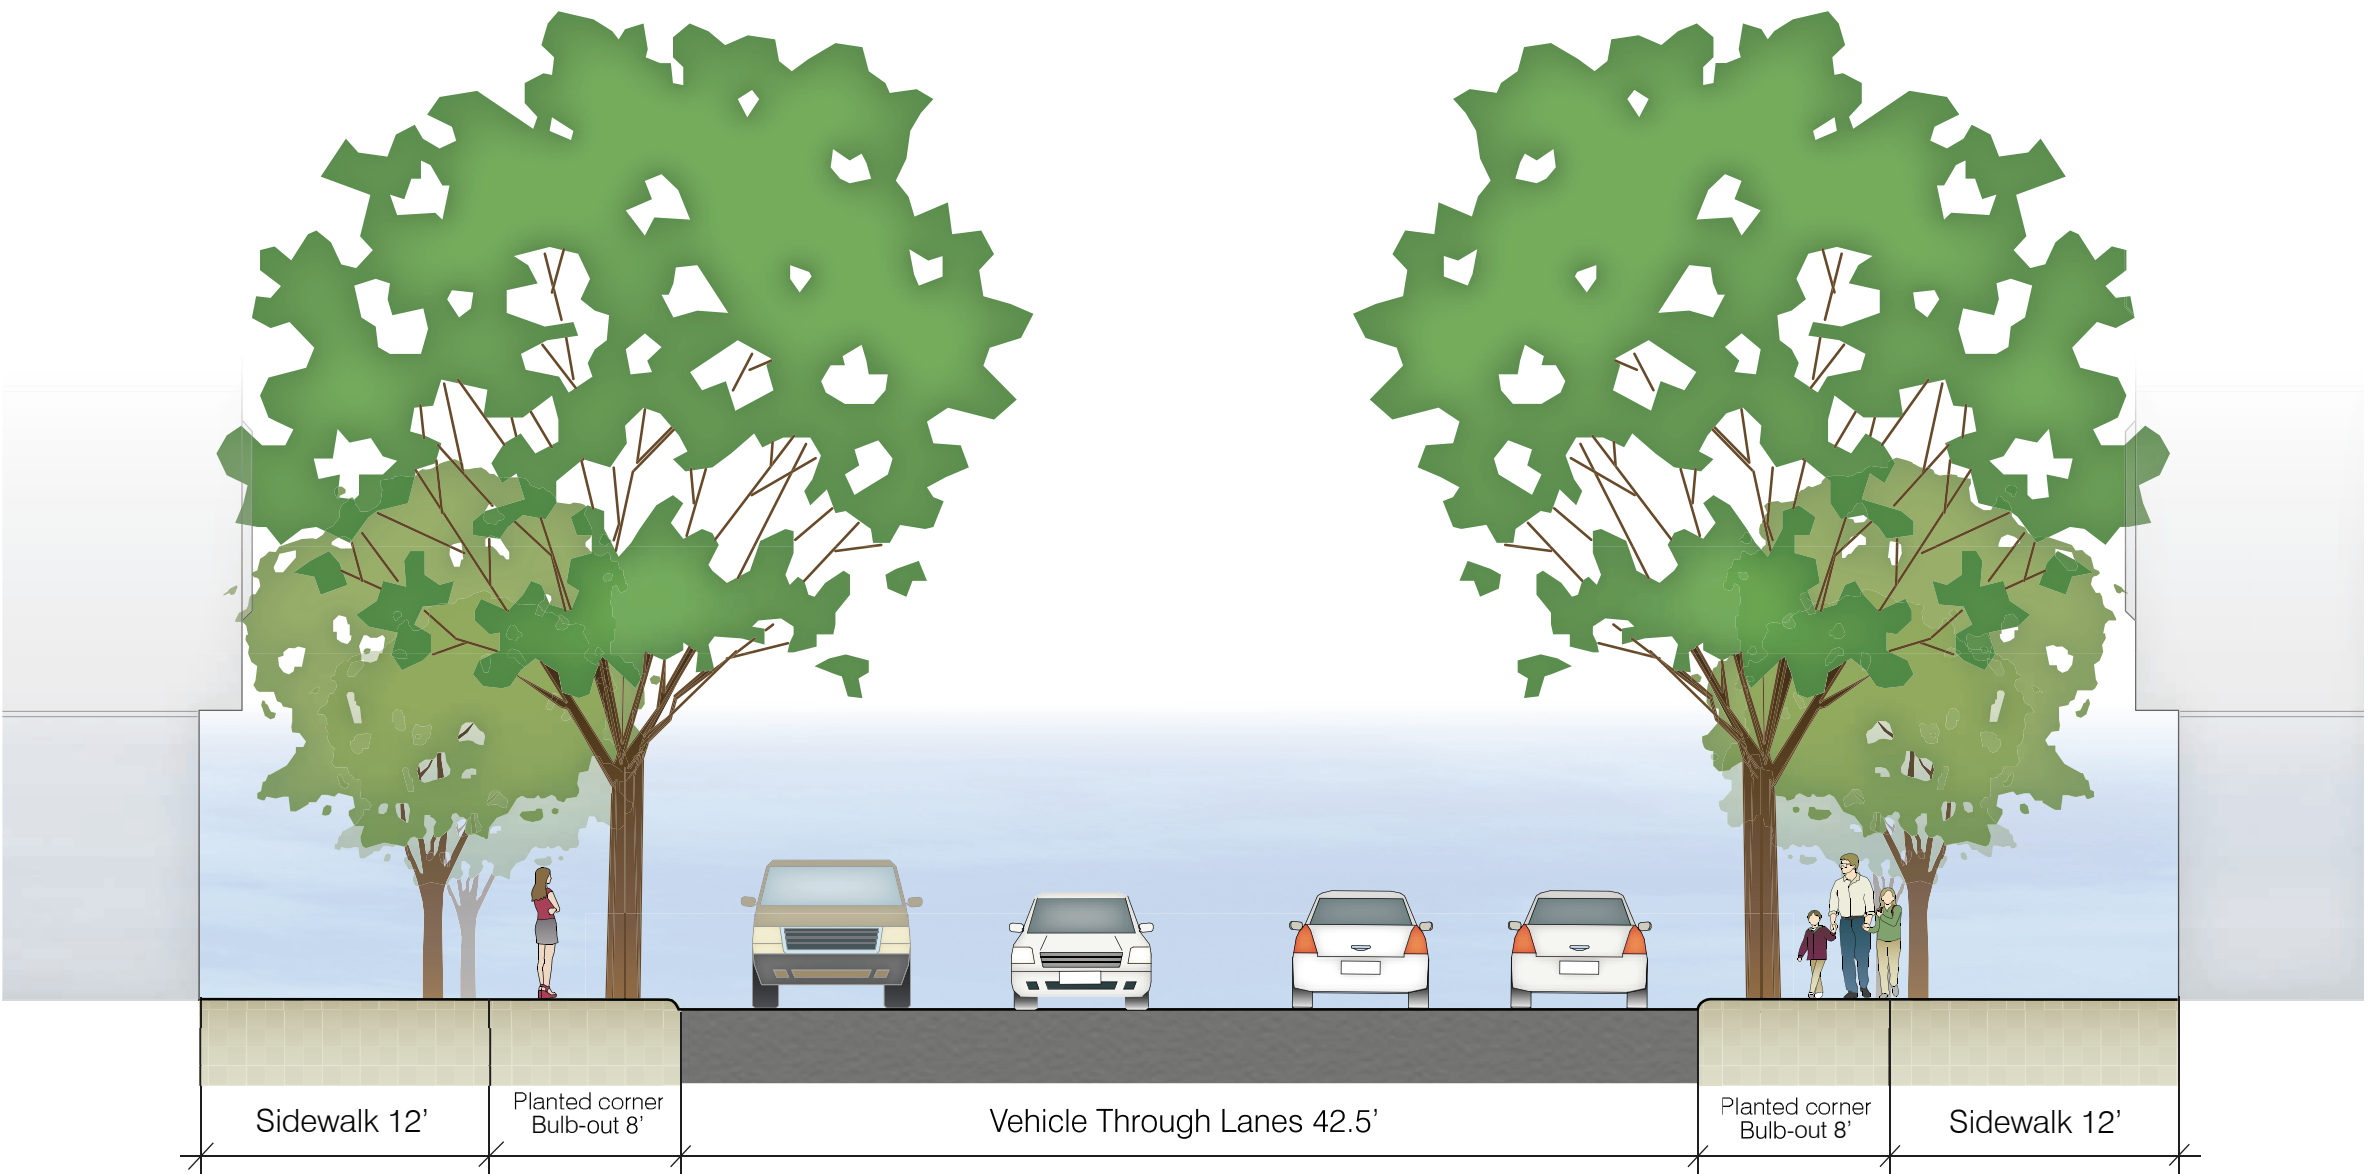 Sidewalk 12’
Planted corner
Bulb-out 8’
Vehicle Through Lanes 42.5’
Planted corner
Bulb-out 8’
Sidewalk 12’